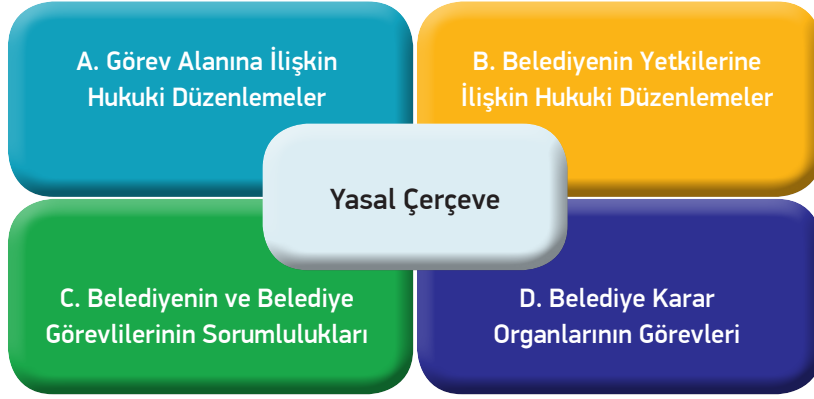 A. Görev Alanına İlişkin
Hukuki Düzenlemeler
B. Belediyenin Yetkilerine
İlişkin Hukuki Düzenlemeler
Yasal Çerçeve
C. Belediyenin ve Belediye
Görevlilerinin Sorumlulukları
D. Belediye Karar
Organlarının Görevleri